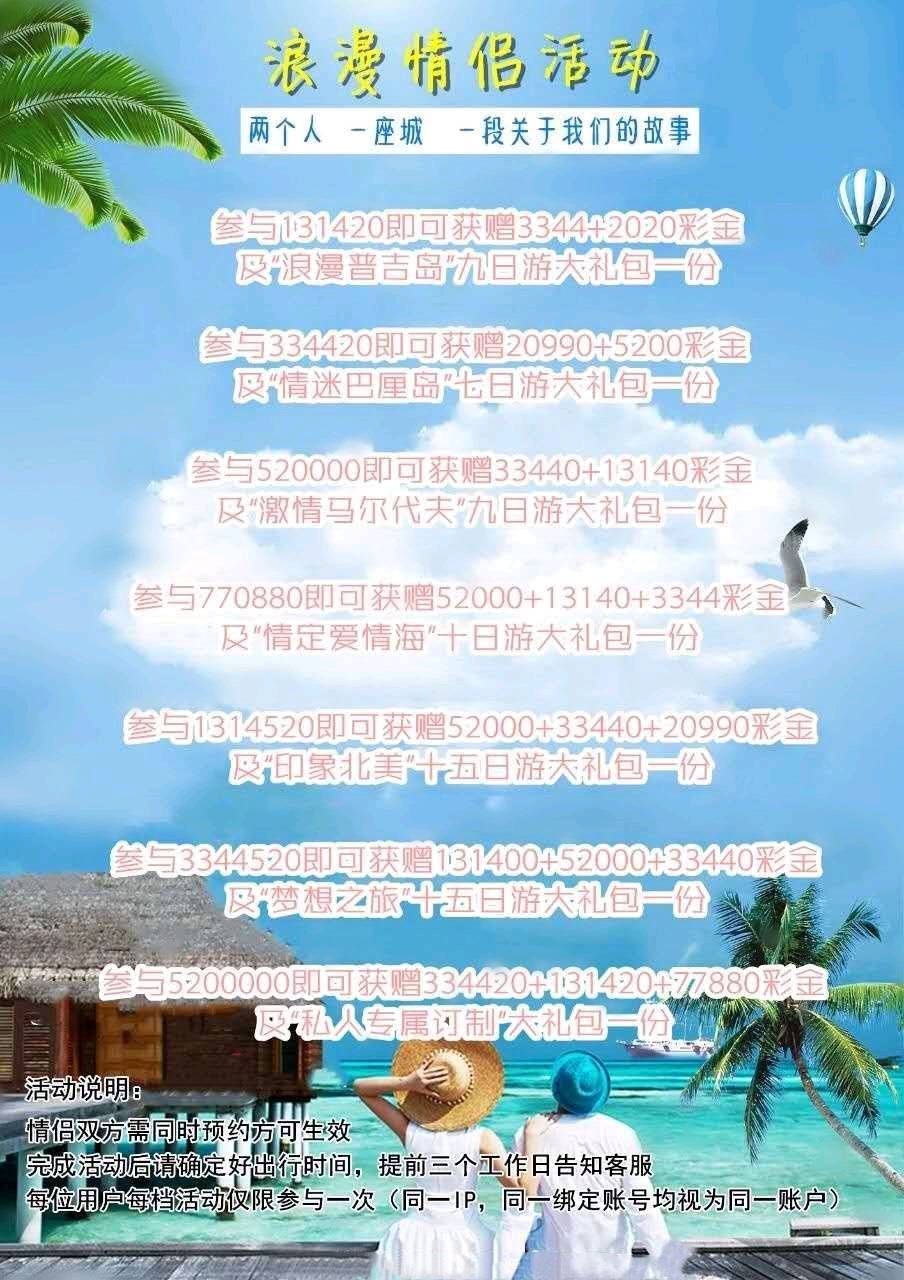 浪漫情侣活动
两个人 一座城 一段关于我们的故事
参与131420即可获赠3344+2020彩金
及“浪漫普吉岛”九日游大礼包一份
参与334420即可获赠20990+5200彩金
及“情迷巴厘岛”七日游大礼包一份
参与520000即可获赠33440+13140彩金
及“激情马尔代夫”九日游大礼包一份
参与770880即可获赠52000+13140+3344彩金
及“情定爱情海”十日游大礼包一份
参与1314520即可获赠52000+33440+20990彩金
及“印象北美”十五日游大礼包一份
参与3344520即可获赠131400+52000+33440彩金
及“梦想之旅”十五日游大礼包一份
参与5200000即可获赠334420+131420+77880彩金
及“私人专属订制”大礼包一份
活动说明：
情侣双方需同时预约方可生效
完成活动后请确定好出行时间，提前三个工作日告知客服
每位用户每档活动仅限参与一次（同一IP，同一绑定账号均视为同一账户）